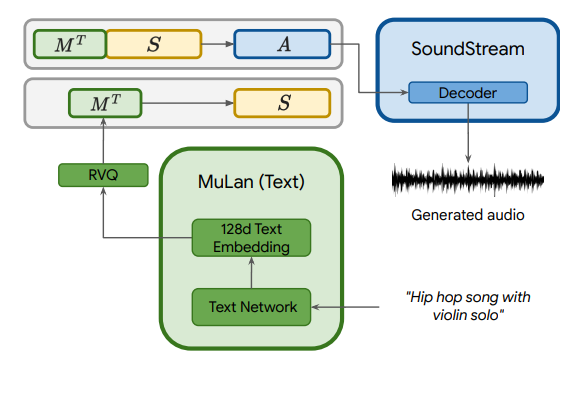 M^T S A
SoundStream
Decoder
M^T S
RVQ
MuLan (Text)
Generated audio
128d Text
Embedding
Text Network
"Hip hop song with
violin solo"